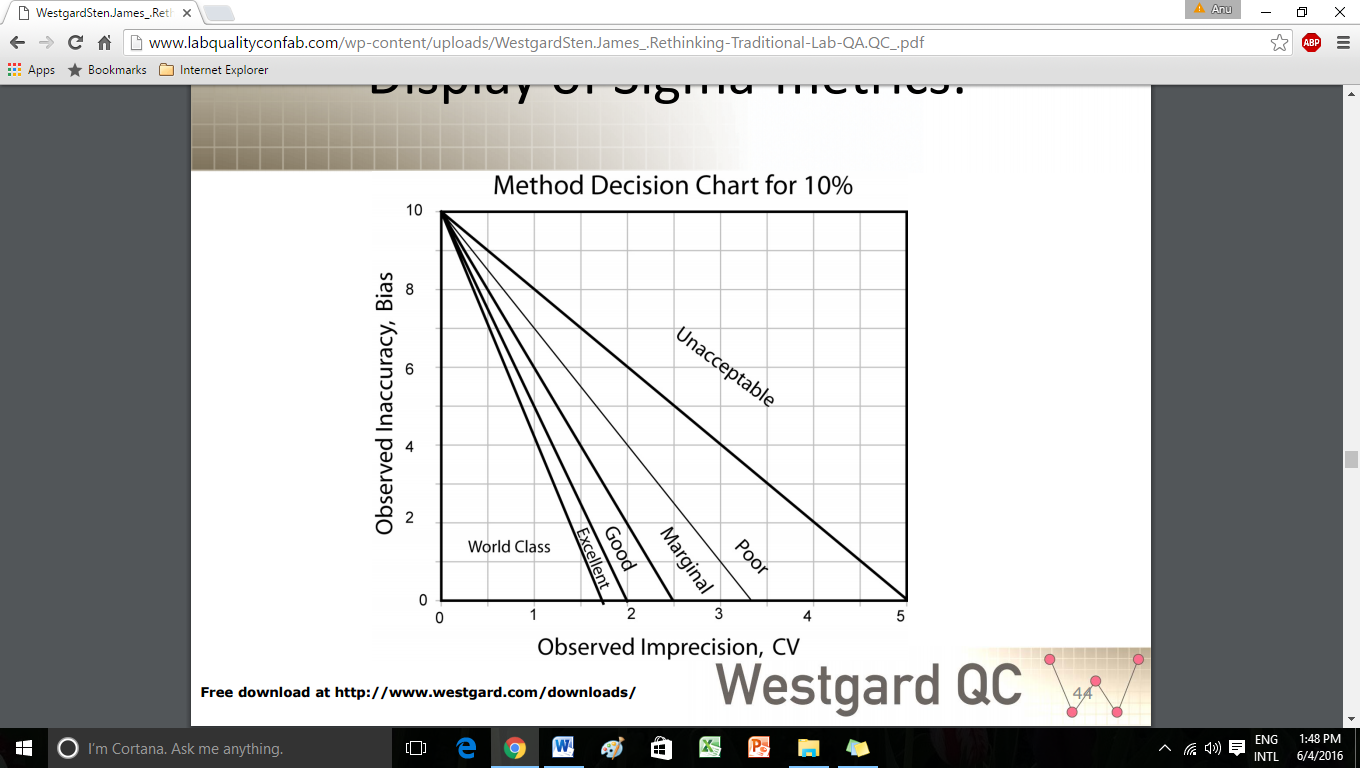 WestgardSten.James_.Reth
Anu
www.labqualityconfab.com/wp-content/uploads/WestgardSten.James_.Rethinking-Traditional-Lab-QA.QC_.pdf
ABP
Apps
Bookmarks
Internet Explorer
Display of Sigma-metrics:
Method Decision Chart for 10%
10
8
6
4
2
0
Observed Inaccuracy, Bias
Unacceptable
World Class
Excellent
Good
Marginal
Poor
0 1 2 3 4 5
Observed Imprecision, CV
Westgard QC
44
Free download at http://www.westgard.com/downloads/
I'm Cortana. Ask me anything.
ENG
INTL
1:48 PM
6/4/2016